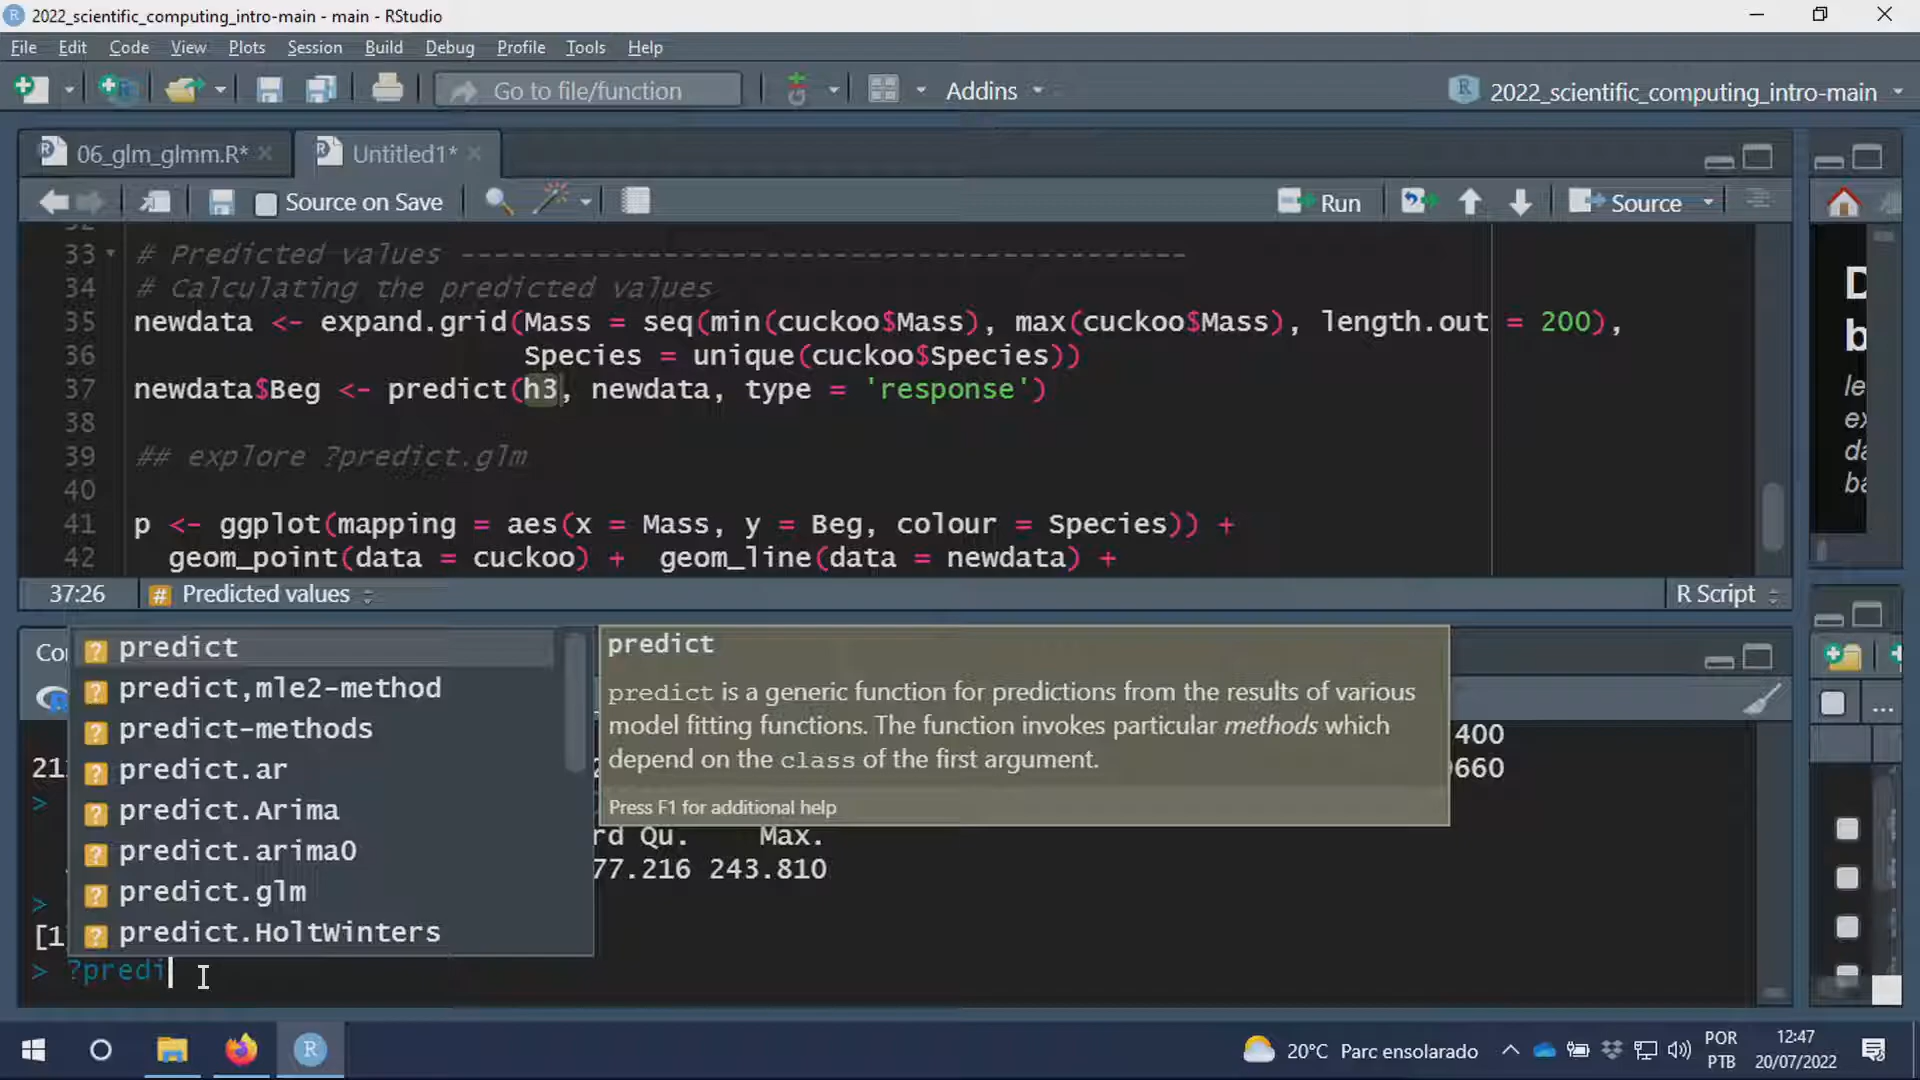 2022_scientific_computing_intro-main - main - RStudio
File Edit Code View Plots Session Build Debug Profile Tools Help
Go to file/function
Addins
2022_scientific_computing_intro-main
06_glm_glmm.R*
Untitled1*
Source on Save
Run
Source
33 # Predicted values -------------------------------------------
34 # Calculating the predicted values
35 newdata <- expand.grid(Mass = seq(min(cuckoo$Mass), max(cuckoo$Mass), length.out = 200),
36 Species = unique(cuckoo$Species))
37 newdata$Beg <- predict(h3, newdata, type = 'response')
38
39 ## explore ?predict.glm
40
41 p <- ggplot(mapping = aes(x = Mass, y = Beg, colour = Species)) +
42 geom_point(data = cuckoo) + geom_line(data = newdata) +
37:26
# Predicted values
R Script
predict
predict,mle2-method
predict-methods
predict.ar
predict.Arima
predict.arima0
predict.glm
predict.HoltWinters
predict
predict is a generic function for predictions from the results of various
model fitting functions. The function invokes particular methods which
depend on the class of the first argument.
Press F1 for additional help
400
660
>
rd Qu. Max.
77.216 243.810
>
[1
> ?predi
20°C Parc ensolarado
POR
PTB
12:47
20/07/2022